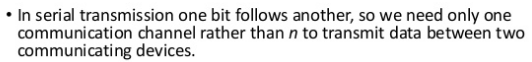 • In serial transmission one bit follows another, so we need only one
communication channel rather than n to transmit data between two
communicating devices.